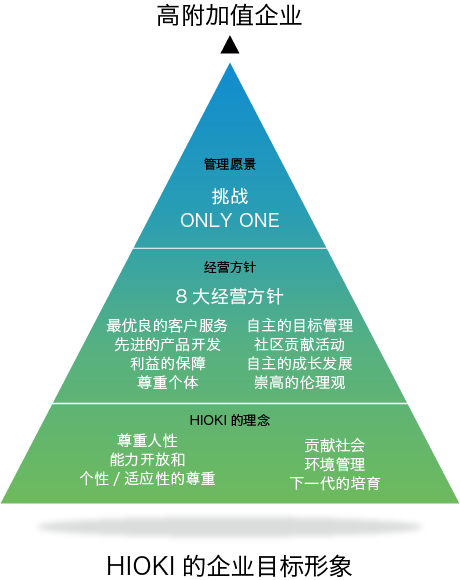 高附加值企业
管理愿景
挑战
ONLY ONE
经营方针
8 大经营方针
最优良的客户服务
先进的产品开发
利益的保障
尊重个体
自主的目标管理
社区贡献活动
自主的成长发展
崇高的伦理观
HIOKI 的理念
尊重人性
能力开放和
个性 / 适应性的尊重
贡献社会
环境管理
下一代的培育
HIOKI 的企业目标形象